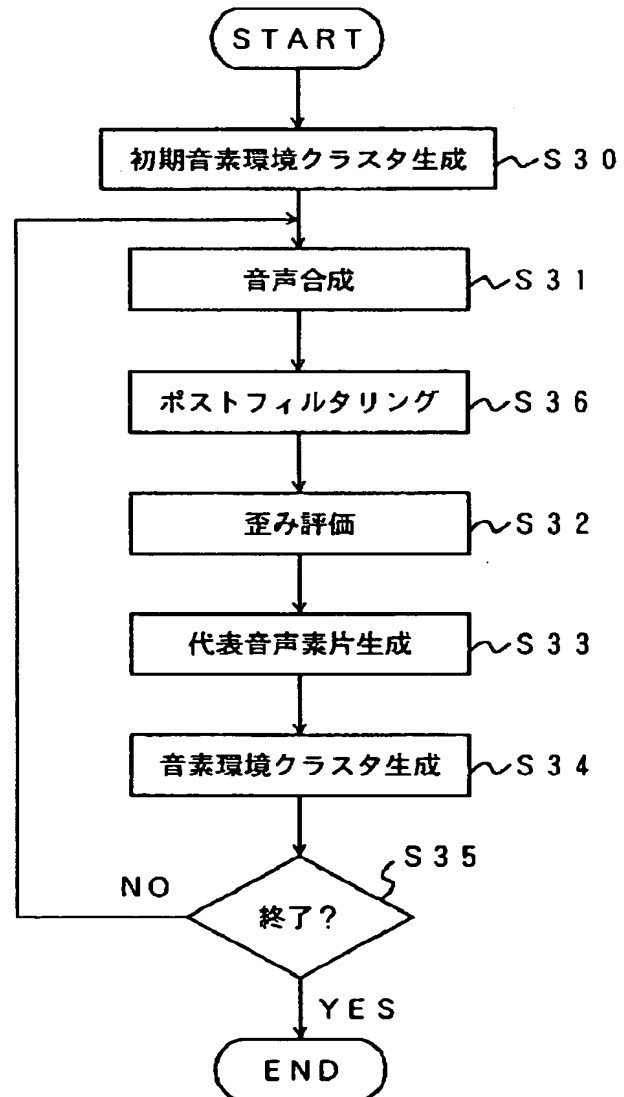 START
初期音素環境クラスタ生成 S30
音声合成 S31
ポストフィルタリング S36
歪み評価 S32
代表音声素片生成 S33
音素環境クラスタ生成 S34
S35
NO
終了?
YES
END